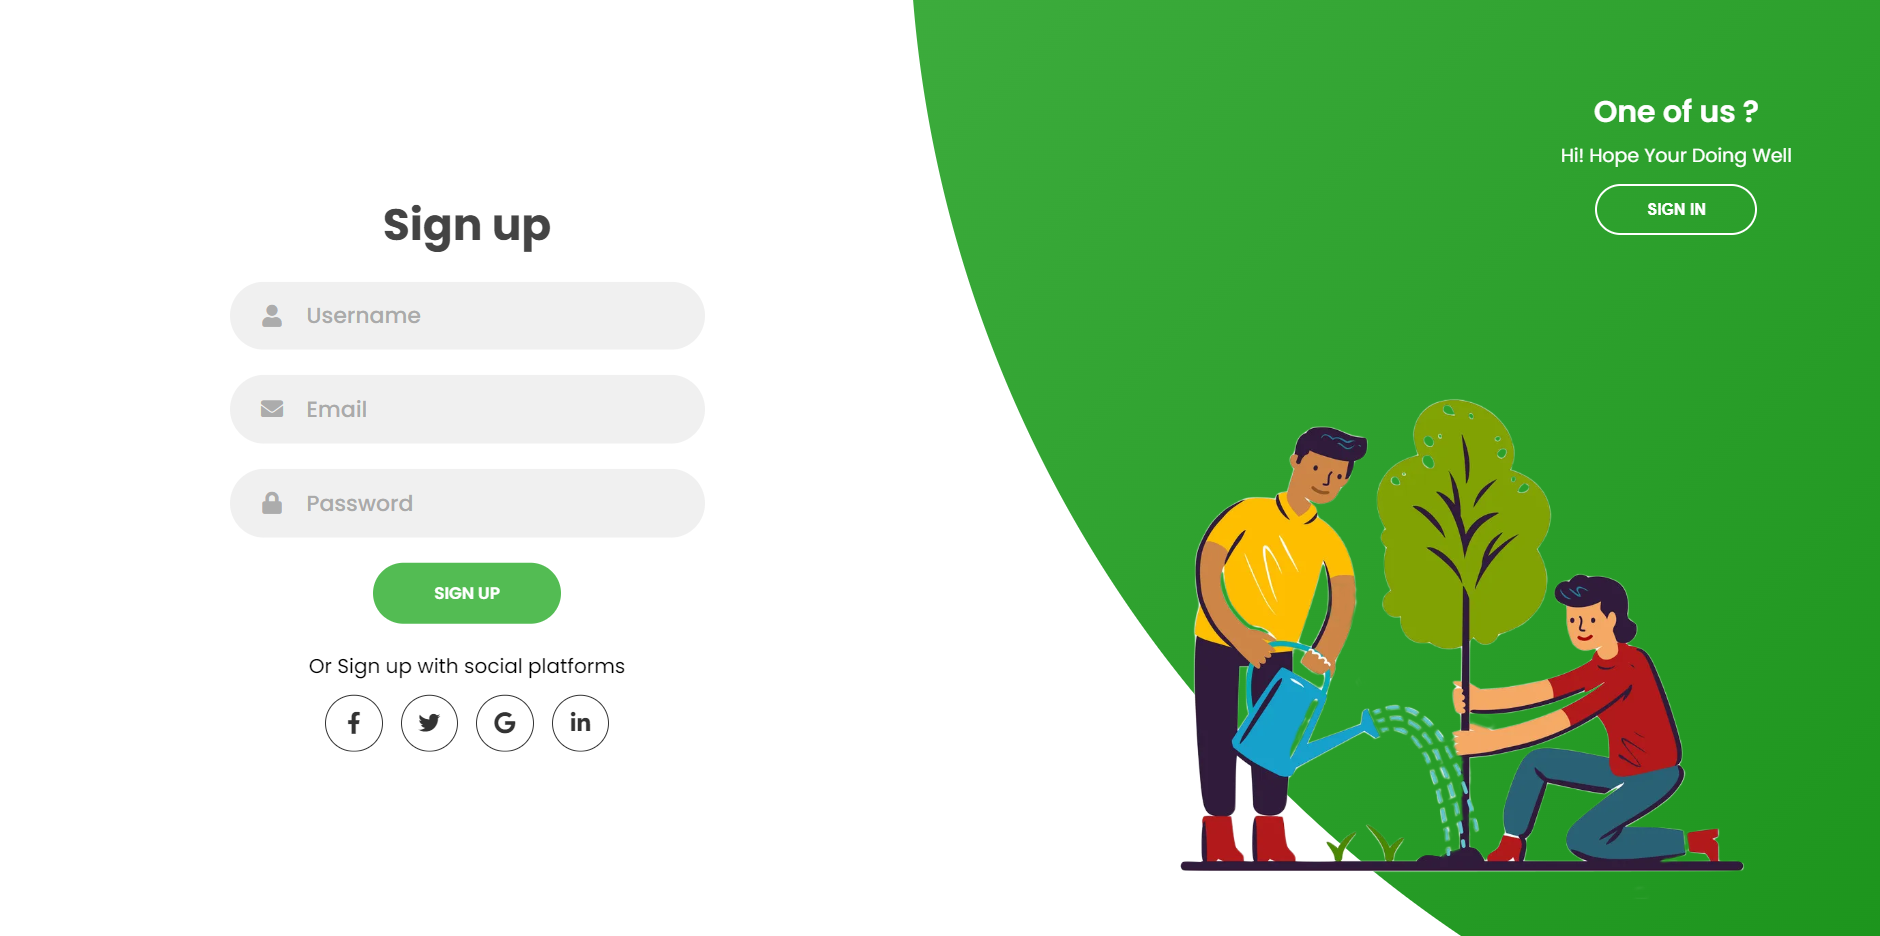 Sign up
Username
Email
Password
SIGN UP
Or Sign up with social platforms
One of us ?
Hi! Hope Your Doing Well
SIGN IN